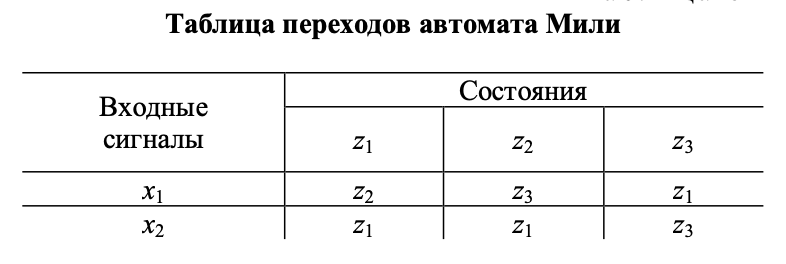 Таблица переходов автомата Мили
Входные сигналы Состояния
z₁ z₂ z₃
x₁ z₂ z₃ z₁
x₂ z₁ z₁ z₃